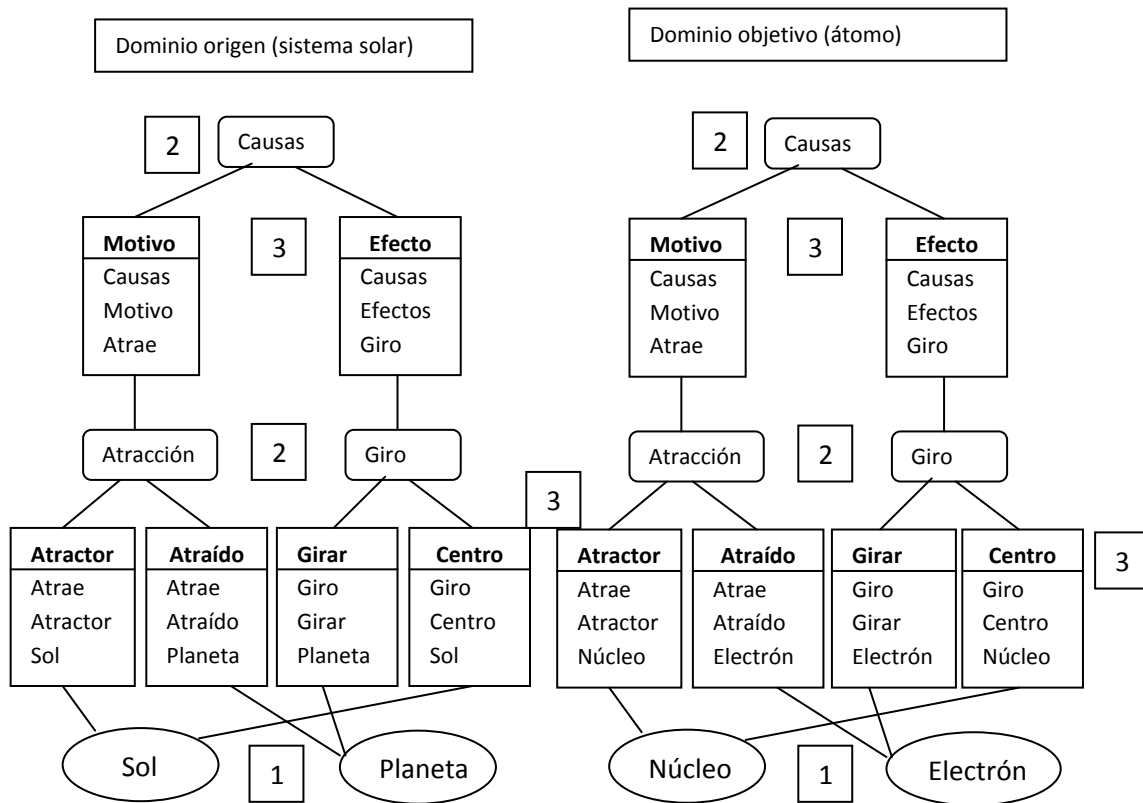 Dominio origen (sistema solar)
Dominio objetivo (átomo)
2
Causas
2
Causas
Motivo
Causas
Motivo
Atrae
3
Efecto
Causas
Efectos
Giro
Motivo
Causas
Motivo
Atrae
3
Efecto
Causas
Efectos
Giro
Atracción
2
Giro
Atracción
2
Giro
3
Atractor
Atrae
Atractor
Sol
Atraído
Atrae
Atraído
Planeta
Girar
Giro
Girar
Planeta
Centro
Giro
Centro
Sol
Atractor
Atrae
Atractor
Núcleo
Atraído
Atrae
Atraído
Electrón
Girar
Giro
Girar
Electrón
Centro
Giro
Centro
Núcleo
3
Sol
1
Planeta
Núcleo
1
Electrón